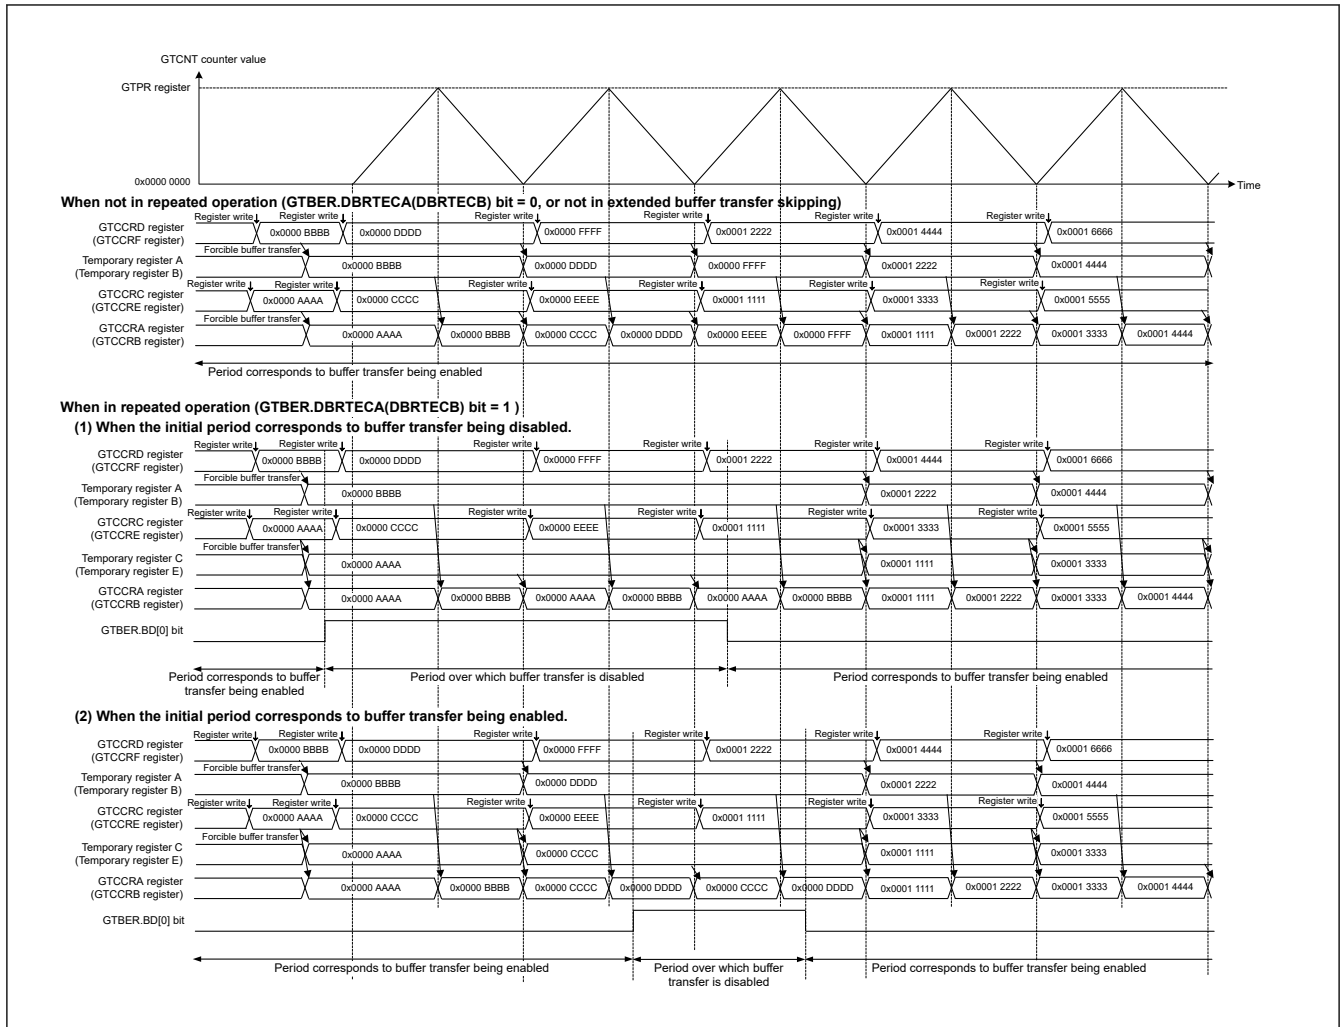 GTCNT counter value
GTPR register
0x0000 0000
Time
When not in repeated operation (GTBER.DBRTECA(DBRTECB) bit = 0, or not in extended buffer transfer skipping)
Register write Register write Register write Register write Register write Register write
GTCCRD register
(GTCCRF register)
0x0000 BBBB 0x0000 DDDD 0x0000 FFFF 0x0001 2222 0x0001 4444 0x0001 6666
Forcible buffer transfer
Temporary register A
(Temporary register B)
0x0000 BBBB 0x0000 DDDD 0x0000 FFFF 0x0001 2222 0x0001 4444
Register write Register write Register write Register write Register write Register write
GTCCRC register
(GTCCRE register)
0x0000 AAAA 0x0000 CCCC 0x0000 EEEE 0x0001 1111 0x0001 3333 0x0001 5555
Forcible buffer transfer
GTCCRA register
(GTCCRB register)
0x0000 AAAA 0x0000 BBBB 0x0000 CCCC 0x0000 DDDD 0x0000 EEEE 0x0000 FFFF 0x0001 1111 0x0001 2222 0x0001 3333 0x0001 4444
Period corresponds to buffer transfer being enabled
When in repeated operation (GTBER.DBRTECA(DBRTECB) bit = 1 )
(1) When the initial period corresponds to buffer transfer being disabled.
Register write Register write Register write Register write Register write Register write
GTCCRD register
(GTCCRF register)
0x0000 BBBB 0x0000 DDDD 0x0000 FFFF 0x0001 2222 0x0001 4444 0x0001 6666
Forcible buffer transfer
Temporary register A
(Temporary register B)
0x0000 BBBB 0x0001 2222 0x0001 4444
Register write Register write Register write Register write Register write Register write
GTCCRC register
(GTCCRE register)
0x0000 AAAA 0x0000 CCCC 0x0000 EEEE 0x0001 1111 0x0001 3333 0x0001 5555
Forcible buffer transfer
Temporary register C
(Temporary register E)
0x0000 AAAA 0x0001 1111 0x0001 3333
GTCCRA register
(GTCCRB register)
0x0000 AAAA 0x0000 BBBB 0x0000 AAAA 0x0000 BBBB 0x0000 AAAA 0x0000 BBBB 0x0001 1111 0x0001 2222 0x0001 3333 0x0001 4444
GTBER.BD[0] bit
Period corresponds to buffer Period over which buffer transfer is disabled Period corresponds to buffer transfer being enabled
transfer being enabled
(2) When the initial period corresponds to buffer transfer being enabled.
Register write Register write Register write Register write Register write Register write
GTCCRD register
(GTCCRF register)
0x0000 BBBB 0x0000 DDDD 0x0000 FFFF 0x0001 2222 0x0001 4444 0x0001 6666
Forcible buffer transfer
Temporary register A
(Temporary register B)
0x0000 BBBB 0x0000 DDDD 0x0001 2222 0x0001 4444
Register write Register write Register write Register write Register write Register write
GTCCRC register
(GTCCRE register)
0x0000 AAAA 0x0000 CCCC 0x0000 EEEE 0x0001 1111 0x0001 3333 0x0001 5555
Forcible buffer transfer
Temporary register C
(Temporary register E)
0x0000 AAAA 0x0000 CCCC 0x0001 1111 0x0001 3333
GTCCRA register
(GTCCRB register)
0x0000 AAAA 0x0000 BBBB 0x0000 CCCC 0x0000 DDDD 0x0000 CCCC 0x0000 DDDD 0x0001 1111 0x0001 2222 0x0001 3333 0x0001 4444
GTBER.BD[0] bit
Period corresponds to buffer transfer being enabled Period over which buffer Period corresponds to buffer transfer being enabled
transfer is disabled